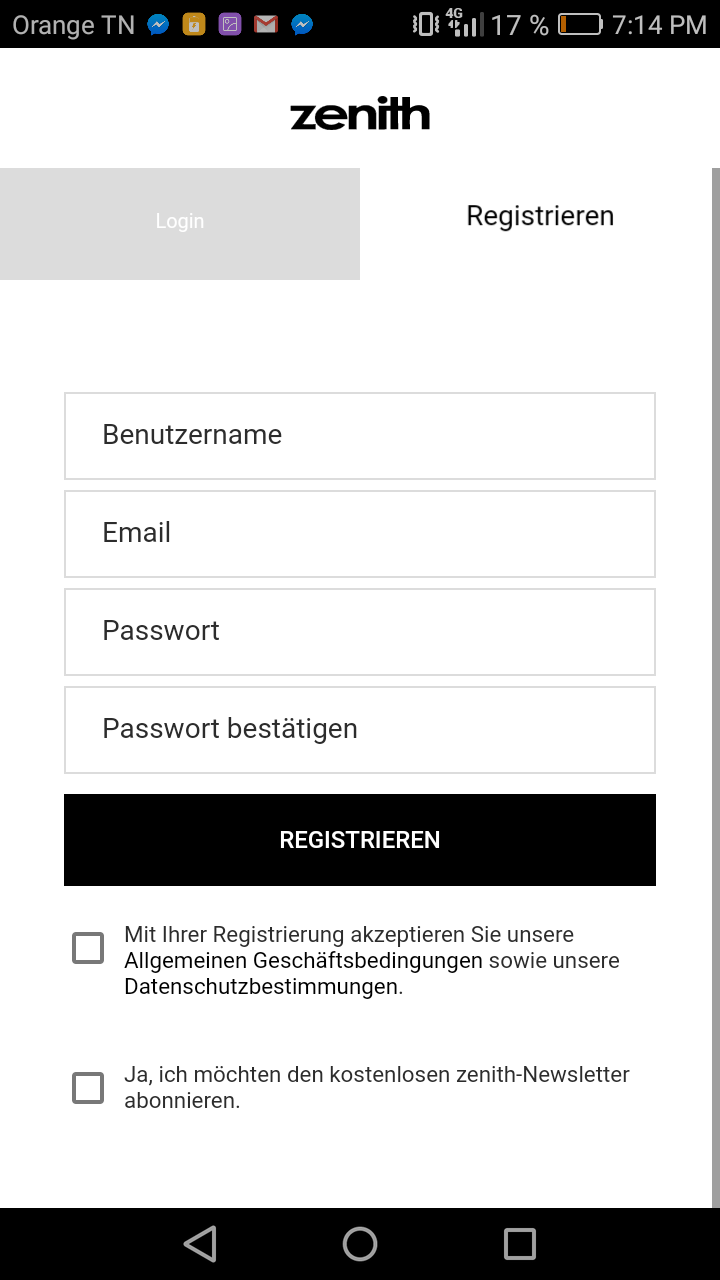 Orange TN 4G 17 % 7:14 PM
zenith
Login
Registrieren
Benutzername
Email
Passwort
Passwort bestätigen
REGISTRIEREN
Mit Ihrer Registrierung akzeptieren Sie unsere
Allgemeinen Geschäftsbedingungen sowie unsere
Datenschutzbestimmungen.
Ja, ich möchten den kostenlosen zenith-Newsletter
abonnieren.